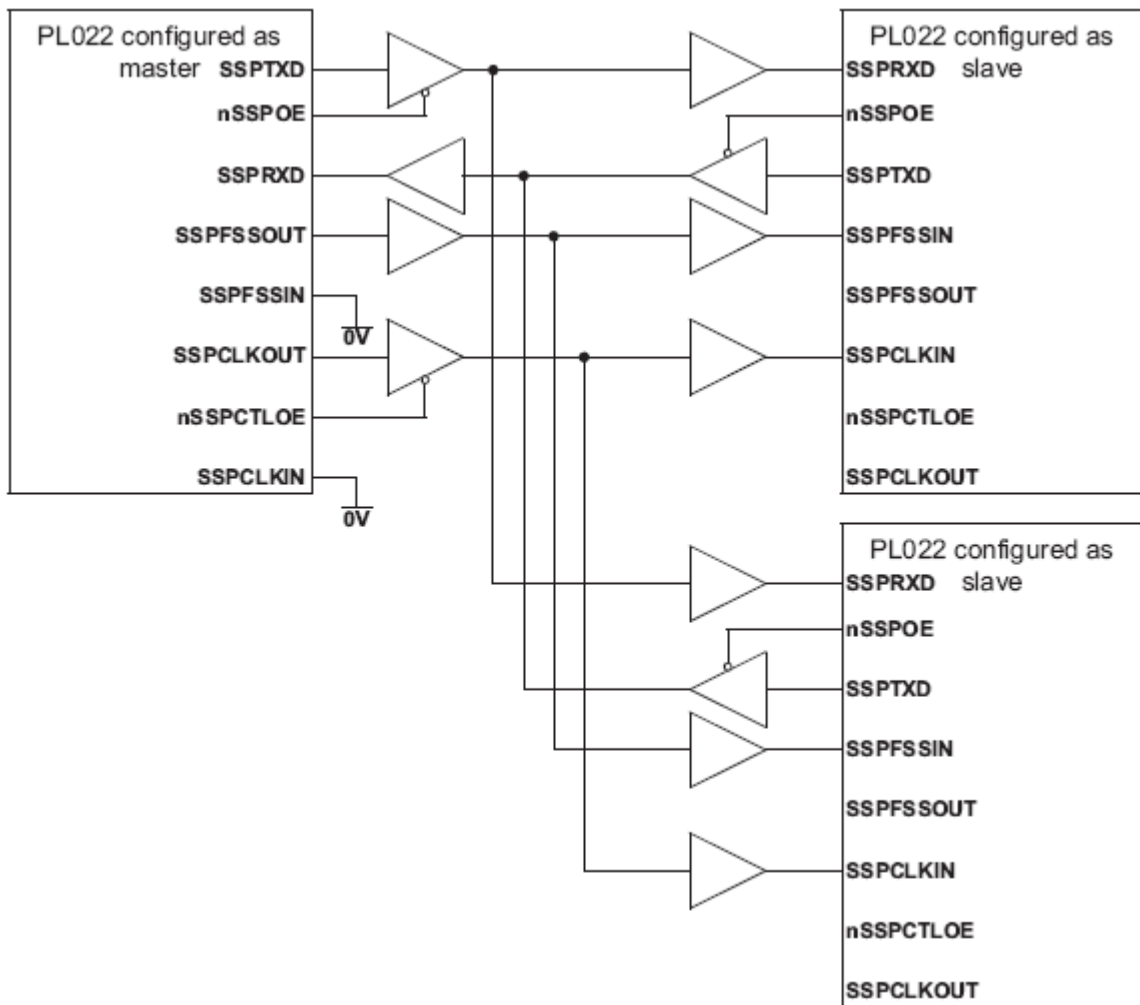 PL022 configured as
master SSPTXD
nSSPOE
SSPRXD
SSPFSSOUT
SSPFSSIN
0V
SSPCLKOUT
nSSPCTLOE
SSPCLKIN
0V
PL022 configured as
SSPRXD slave
nSSPOE
SSPTXD
SSPFSSIN
SSPFSSOUT
SSPCLKIN
nSSPCTLOE
SSPCLKOUT
PL022 configured as
SSPRXD slave
nSSPOE
SSPTXD
SSPFSSIN
SSPFSSOUT
SSPCLKIN
nSSPCTLOE
SSPCLKOUT